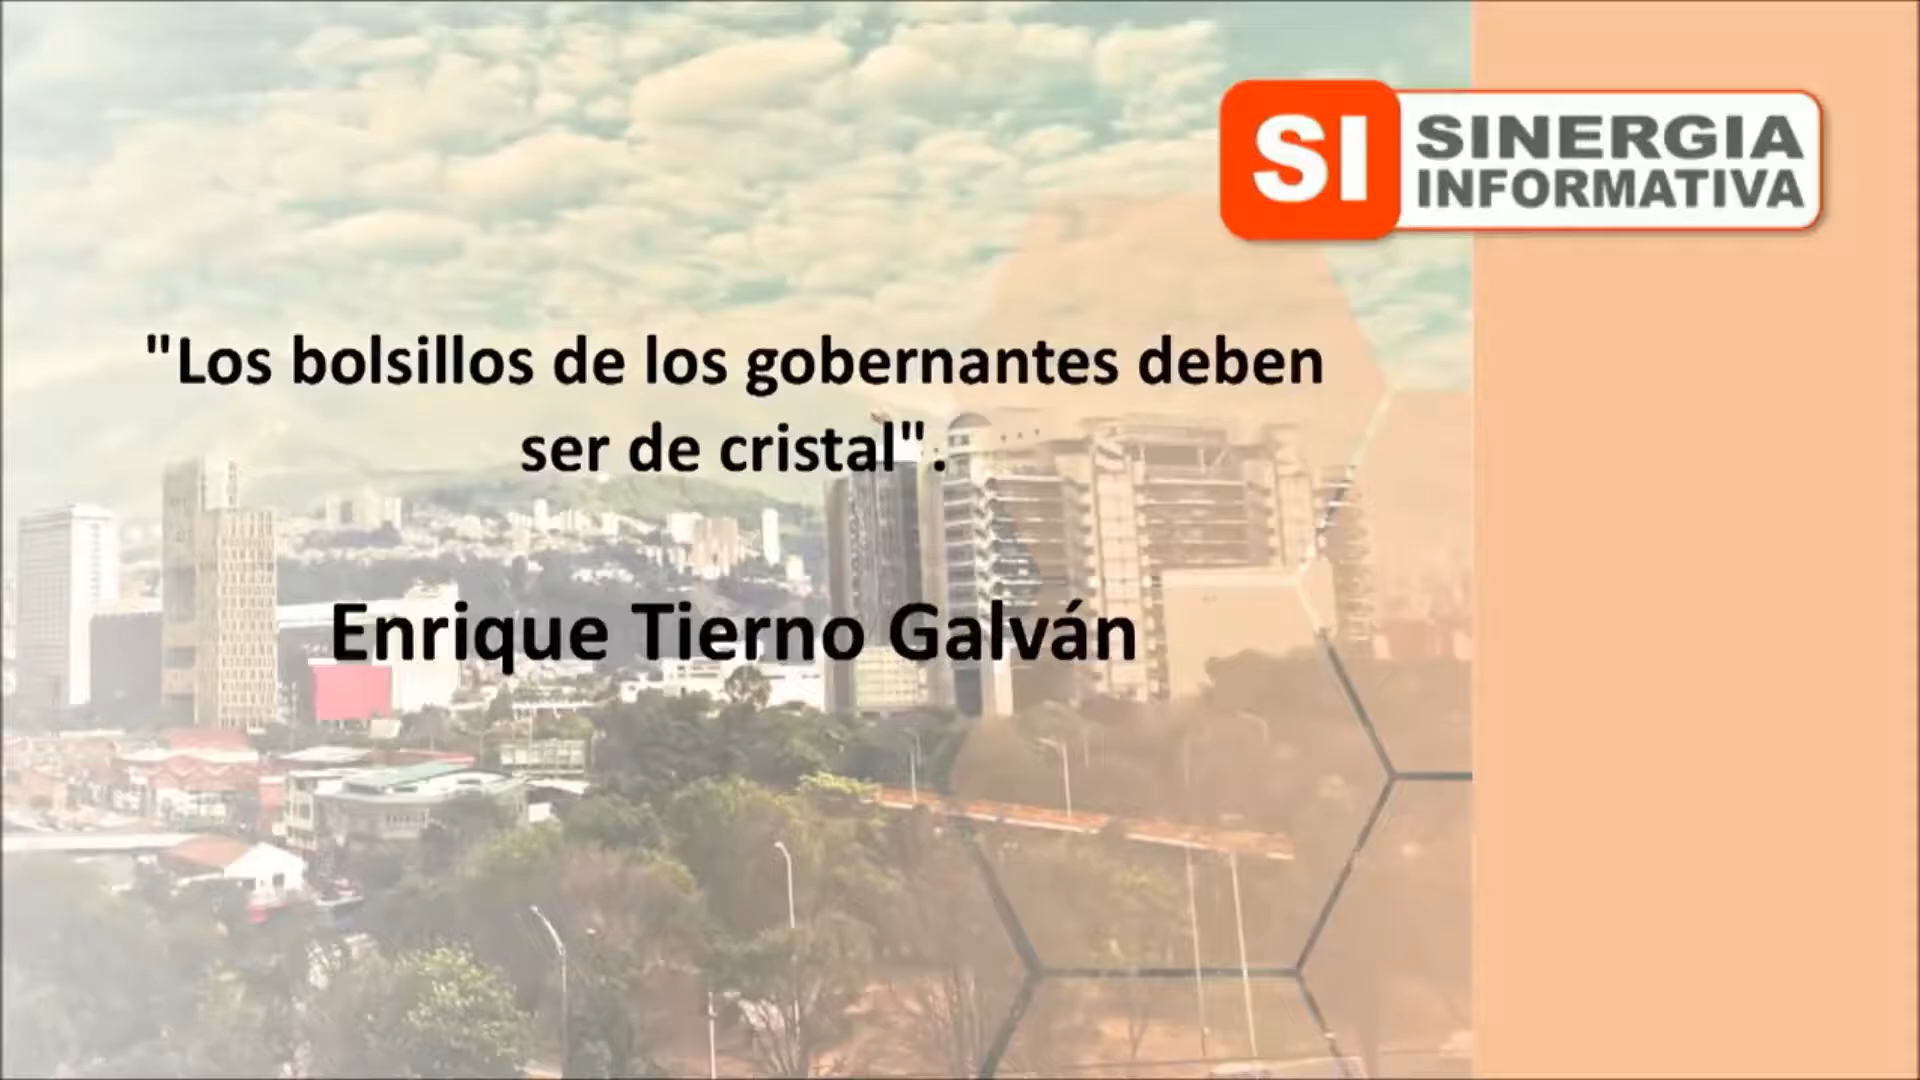 SI SINERGIA
INFORMATIVA
"Los bolsillos de los gobernantes deben
ser de cristal".
Enrique Tierno Galván